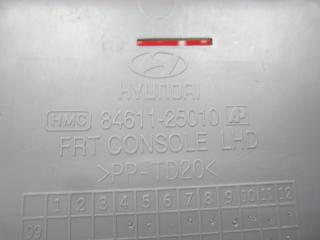 HYUNDAI
HMC 84611-25010
FRT CONSOLE LHD
>PP-TD20<
1 2 3 4 5 6 7 8 9 10 11 12
99